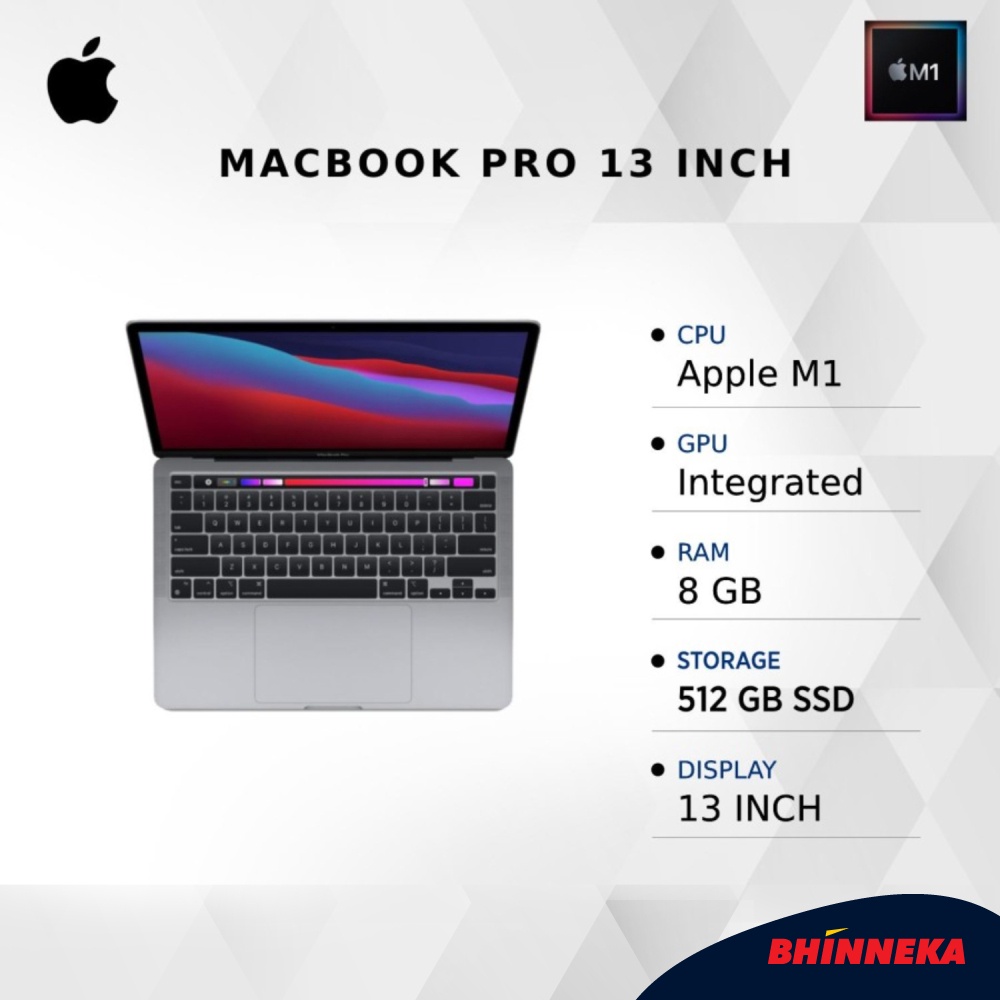 M1
MACBOOK PRO 13 INCH
CPU
Apple M1
GPU
Integrated
RAM
8 GB
STORAGE
512 GB SSD
DISPLAY
13 INCH
BHINNEKA